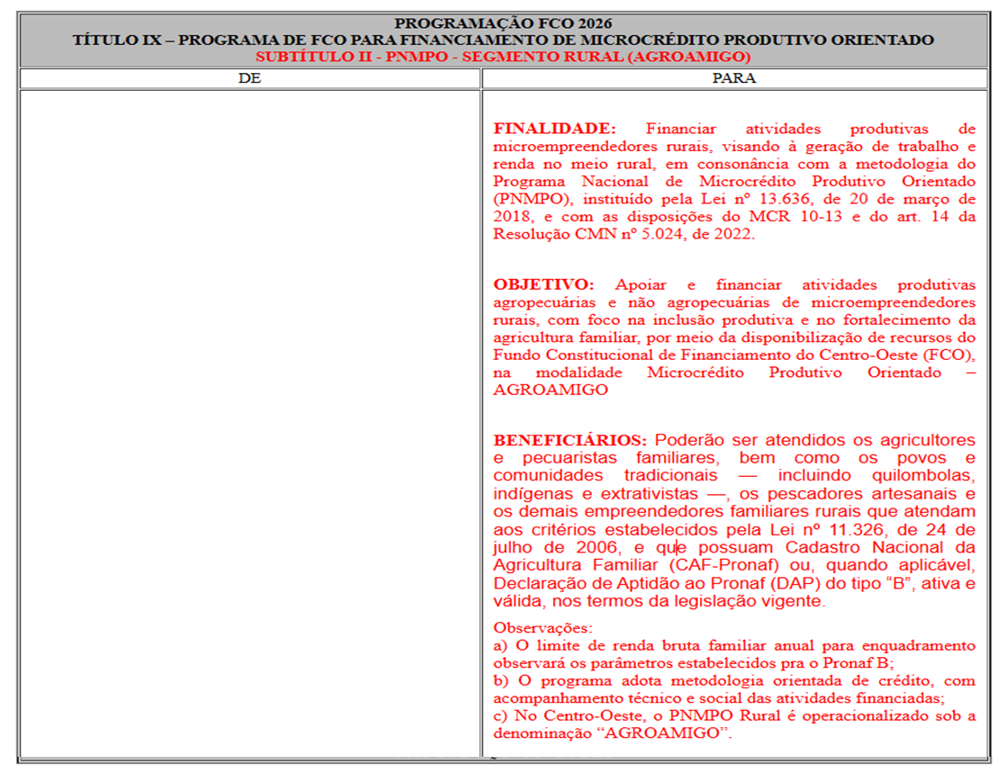 PROGRAMAÇÃO FCO 2026
TÍTULO IX – PROGRAMA DE FCO PARA FINANCIAMENTO DE MICROCRÉDITO PRODUTIVO ORIENTADO
SUBTÍTULO II - PNMPO - SEGMENTO RURAL (AGROAMIGO)
DE
PARA
FINALIDADE: Financiar atividades produtivas de
microempreendedores rurais, visando à geração de trabalho e
renda no meio rural, em consonância com a metodologia do
Programa Nacional de Microcrédito Produtivo Orientado
(PNMPO), instituído pela Lei nº 13.636, de 20 de março de
2018, e com as disposições do MCR 10-13 e do art. 14 da
Resolução CMN nº 5.024, de 2022.
OBJETIVO: Apoiar e financiar atividades produtivas
agropecuárias e não agropecuárias de microempreendedores
rurais, com foco na inclusão produtiva e no fortalecimento da
agricultura familiar, por meio da disponibilização de recursos do
Fundo Constitucional de Financiamento do Centro-Oeste (FCO),
na modalidade Microcrédito Produtivo Orientado –
AGROAMIGO
BENEFICIÁRIOS: Poderão ser atendidos os agricultores
e pecuaristas familiares, bem como os povos e
comunidades tradicionais — incluindo quilombolas,
indígenas e extrativistas —, os pescadores artesanais e
os demais empreendedores familiares rurais que atendam
aos critérios estabelecidos pela Lei nº 11.326, de 24 de
julho de 2006, e que possuam Cadastro Nacional da
Agricultura Familiar (CAF-Pronaf) ou, quando aplicável,
Declaração de Aptidão ao Pronaf (DAP) do tipo “B”, ativa e
válida, nos termos da legislação vigente.
Observações:
a) O limite de renda bruta familiar anual para enquadramento
observará os parâmetros estabelecidos pra o Pronaf B;
b) O programa adota metodologia orientada de crédito, com
acompanhamento técnico e social das atividades financiadas;
c) No Centro-Oeste, o PNMPO Rural é operacionalizado sob a
denominação “AGROAMIGO”.